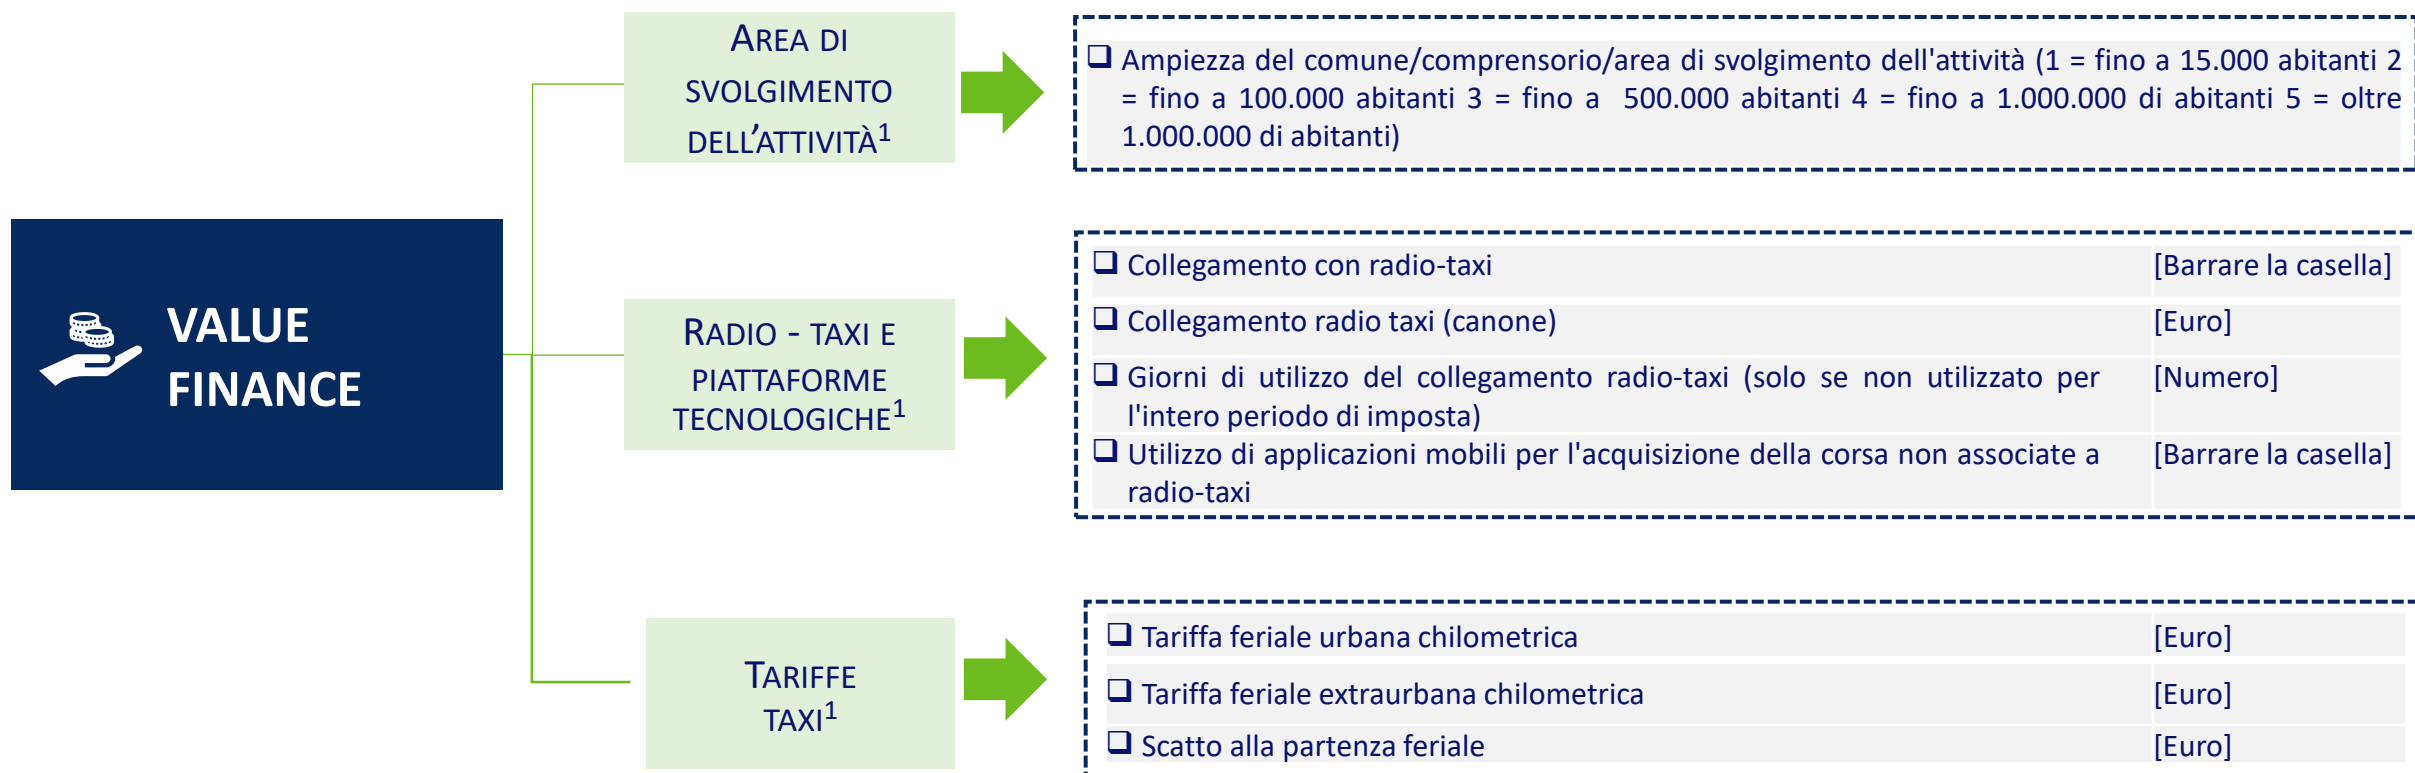 VALUE
FINANCE
AREA DI
SVOLGIMENTO
DELL'ATTIVITÀ1
❑ Ampiezza del comune/comprensorio/area di svolgimento dell'attività (1 = fino a 15.000 abitanti 2
= fino a 100.000 abitanti 3 = fino a 500.000 abitanti 4 = fino a 1.000.000 di abitanti 5 = oltre
1.000.000 di abitanti)
RADIO - TAXI E
PIATTAFORME
TECNOLOGICHE1
❑ Collegamento con radio-taxi [Barrare la casella]
❑ Collegamento radio taxi (canone) [Euro]
❑ Giorni di utilizzo del collegamento radio-taxi (solo se non utilizzato per [Numero]
l'intero periodo di imposta)
❑ Utilizzo di applicazioni mobili per l'acquisizione della corsa non associate a [Barrare la casella]
radio-taxi
TARIFFE
TAXI1
❑ Tariffa feriale urbana chilometrica [Euro]
❑ Tariffa feriale extraurbana chilometrica [Euro]
❑ Scatto alla partenza feriale [Euro]